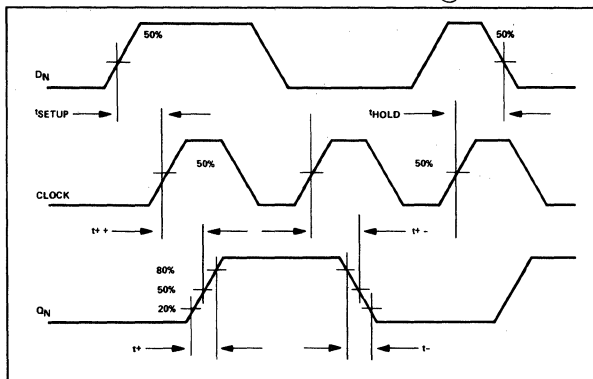 50%
50%
DN
tSETUP
tHOLD
50%
50%
CLOCK
t+ +
t+ -
80%
50%
20%
QN
t+
t-